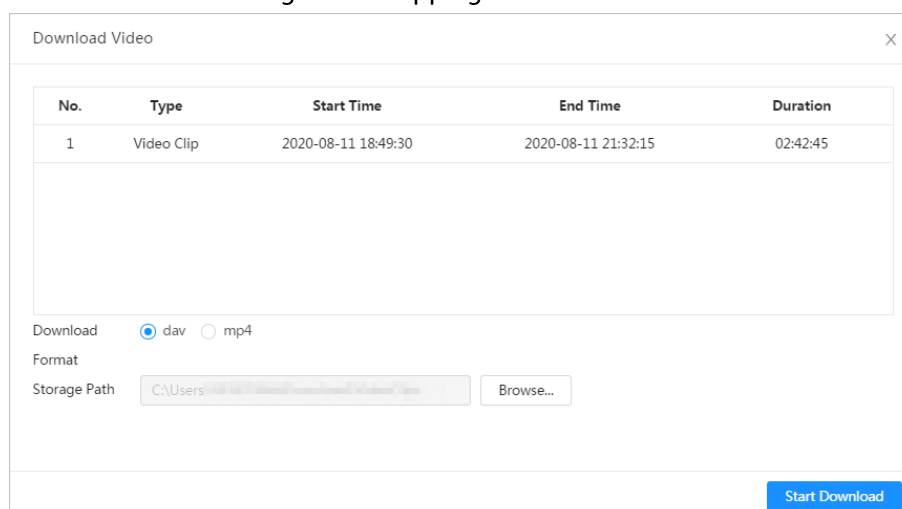 Download Video
No. Type Start Time End Time Duration
1 Video Clip 2020-08-11 18:49:30 2020-08-11 21:32:15 02:42:45
Download dav mp4
Format
Storage Path C:\Users Browse...
Start Download